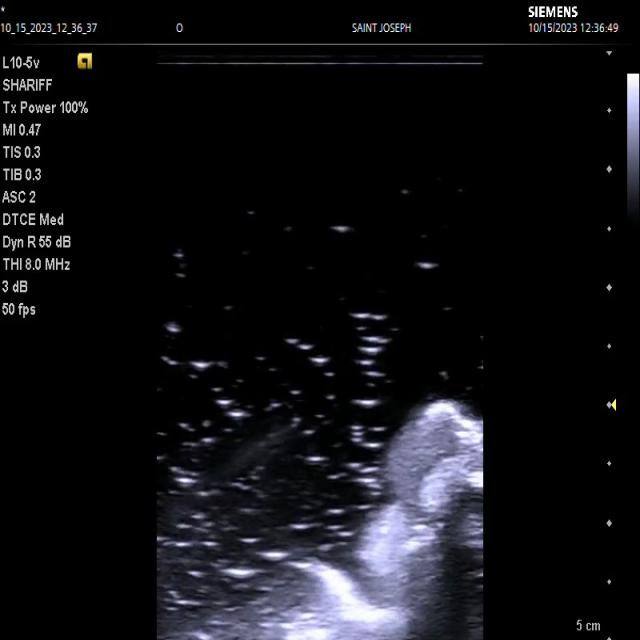 *
SIEMENS
10_15_2023_12_36_37 O SAINT JOSEPH 10/15/2023 12:36:49
L10-5v
SHARIFF
Tx Power 100%
MI 0.47
TIS 0.3
TIB 0.3
ASC 2
DTCE Med
Dyn R 55 dB
THI 8.0 MHz
3 dB
50 fps
5 cm